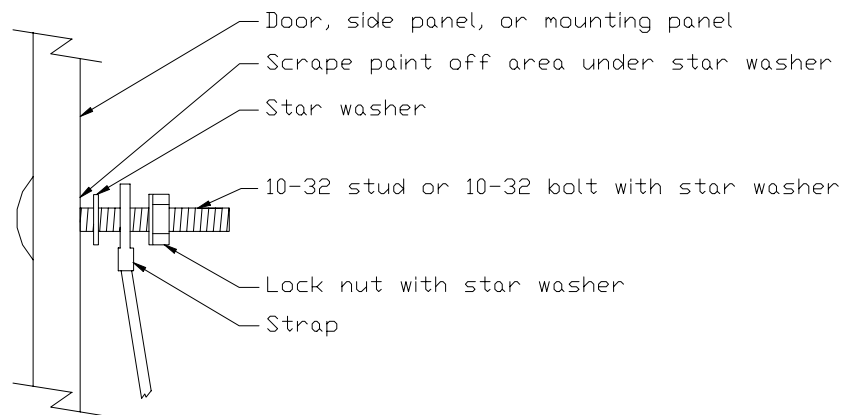 Door, side panel, or mounting panel
Scrape paint off area under star washer
Star washer
10-32 stud or 10-32 bolt with star washer
Lock nut with star washer
Strap